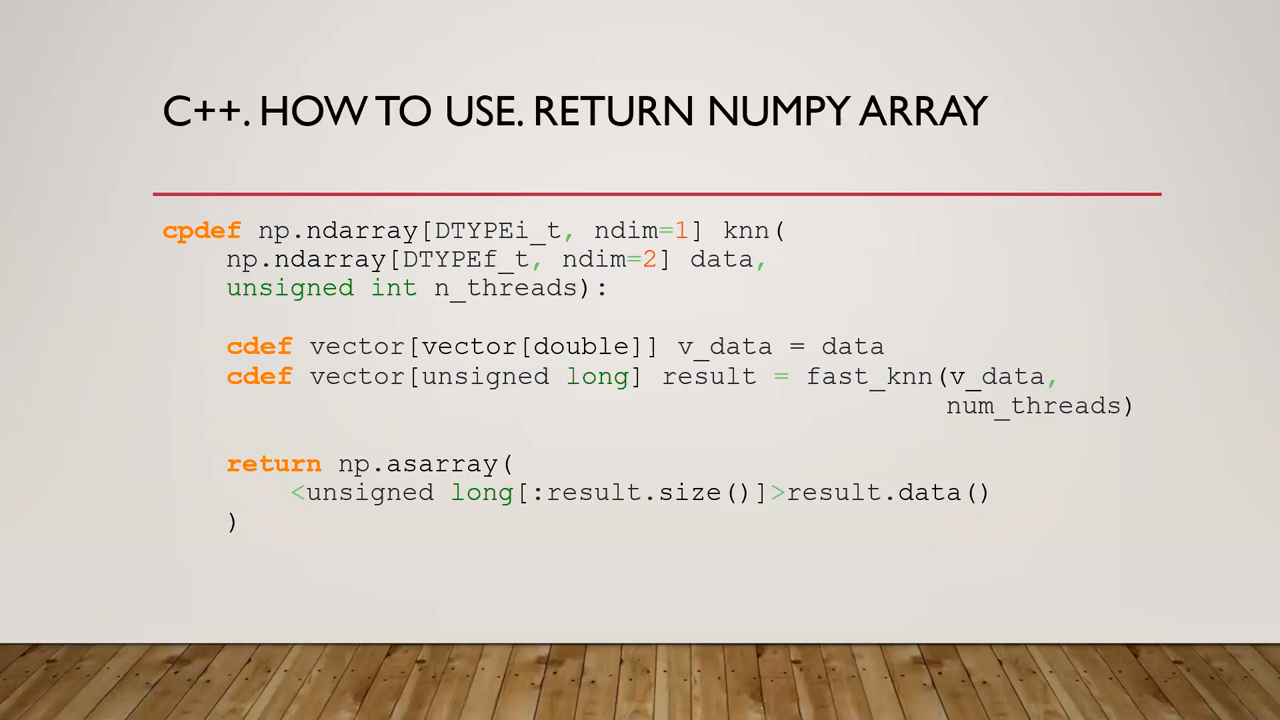 C++. HOW TO USE. RETURN NUMPY ARRAY
cpdef np.ndarray[DTYPEi_t, ndim=1] knn(
np.ndarray[DTYPEf_t, ndim=2] data,
unsigned int n_threads):
cdef vector[vector[double]] v_data = data
cdef vector[unsigned long] result = fast_knn(v_data,
num_threads)
return np.asarray(
<unsigned long[:result.size()]>result.data()
)